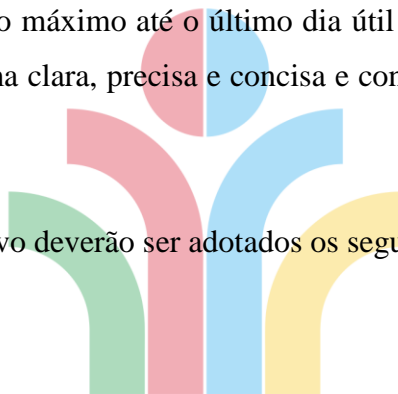 o máximo até o último dia útil
na clara, precisa e concisa e con
vo deverão ser adotados os segu